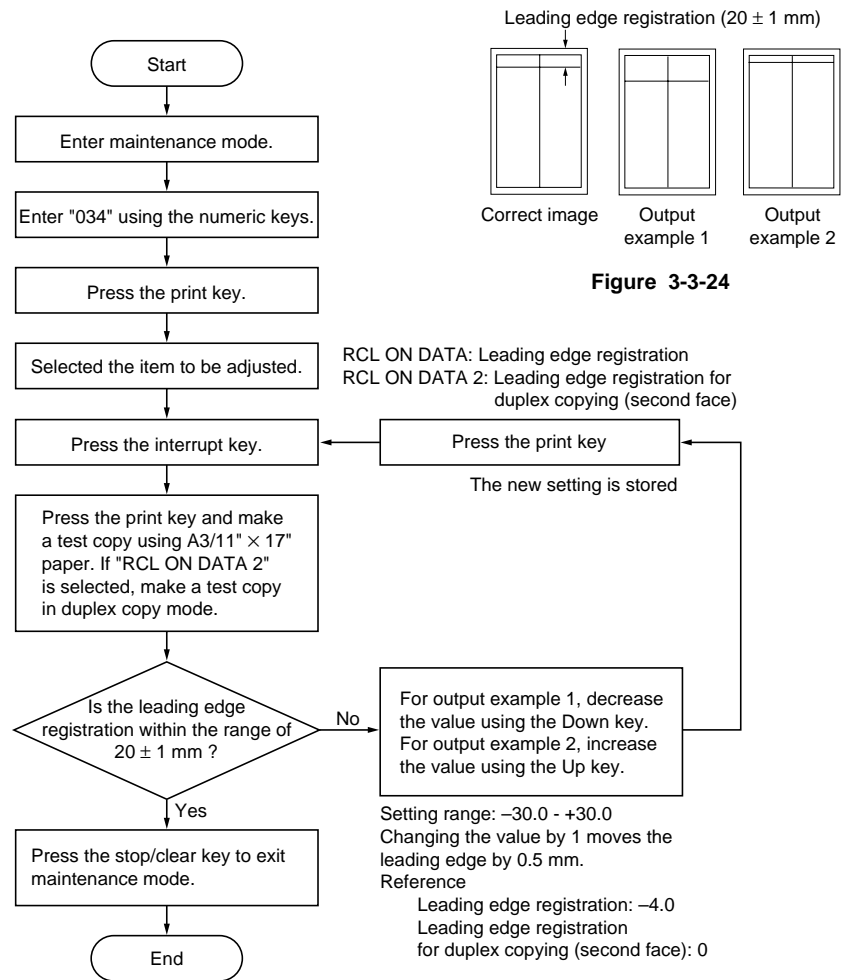 Leading edge registration (20 ± 1 mm)
Correct image
Output
example 1
Output
example 2
Figure 3-3-24
Start
Enter maintenance mode.
Enter "034" using the numeric keys.
Press the print key.
Selected the item to be adjusted.
RCL ON DATA: Leading edge registration
RCL ON DATA 2: Leading edge registration for
duplex copying (second face)
Press the interrupt key.
Press the print key
The new setting is stored
Press the print key and make
a test copy using A3/11" × 17"
paper. If "RCL ON DATA 2"
is selected, make a test copy
in duplex copy mode.
Is the leading edge
registration within the range of
20 ± 1 mm ?
No
For output example 1, decrease
the value using the Down key.
For output example 2, increase
the value using the Up key.
Setting range: –30.0 - +30.0
Changing the value by 1 moves the
leading edge by 0.5 mm.
Reference
Leading edge registration: –4.0
Leading edge registration
for duplex copying (second face): 0
Yes
Press the stop/clear key to exit
maintenance mode.
End